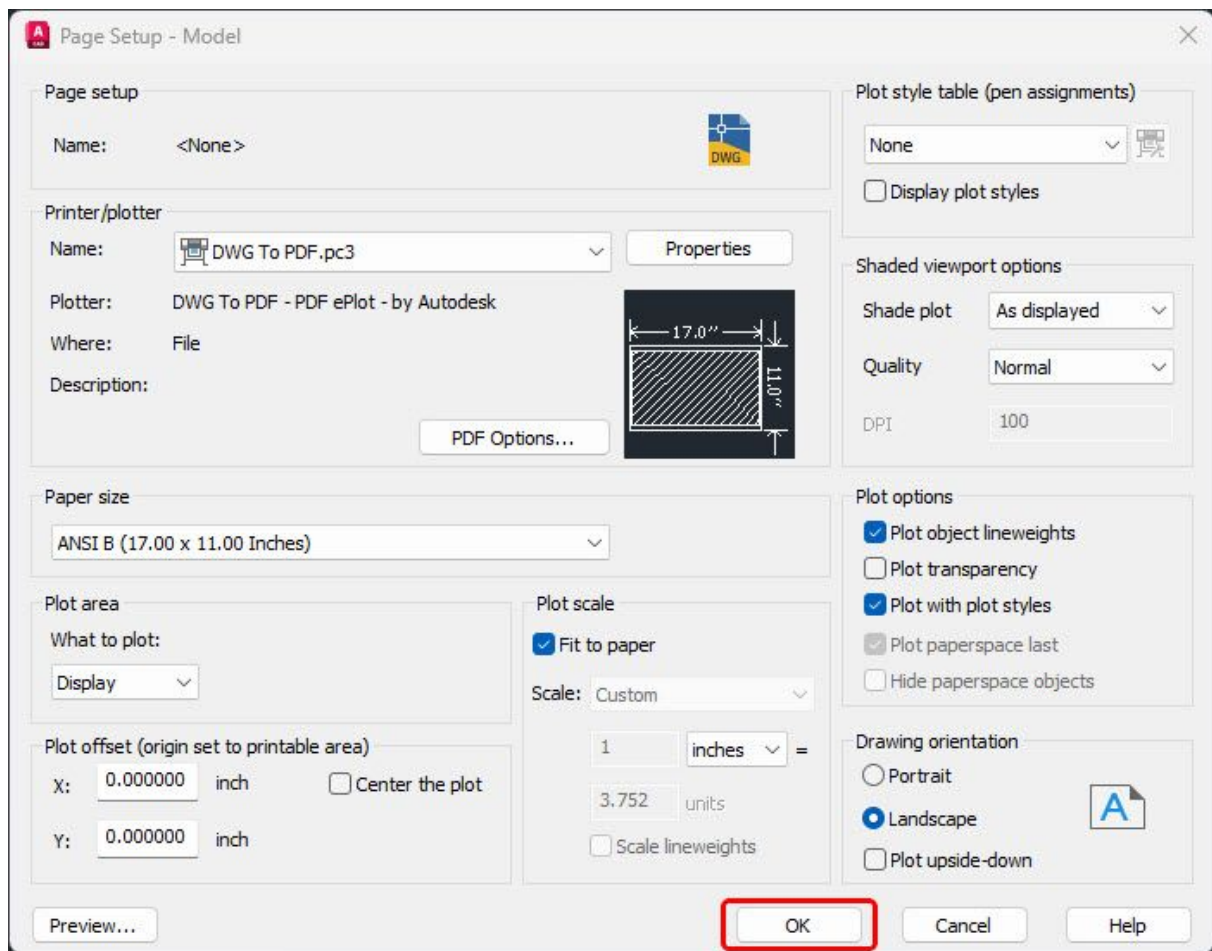 A
CAD
Page Setup - Model
Page setup
Name: <None>
DWG
Plot style table (pen assignments)
None
Display plot styles
Printer/plotter
Name: DWG To PDF.pc3 Properties
Plotter: DWG To PDF - PDF ePlot - by Autodesk
Where: File
Description:
PDF Options...
17.0′′
11.0′′
Shaded viewport options
Shade plot As displayed
Quality Normal
DPI 100
Paper size
ANSI B (17.00 x 11.00 Inches)
Plot options
Plot object lineweights
Plot transparency
Plot with plot styles
Plot paperspace last
Hide paperspace objects
Plot area
What to plot:
Display
Plot scale
Fit to paper
Scale: Custom
1 inches =
3.752 units
Scale lineweights
Plot offset (origin set to printable area)
X: 0.000000 inch Center the plot
Y: 0.000000 inch
Drawing orientation
Portrait
Landscape
Plot upside-down
A
Preview... OK Cancel Help